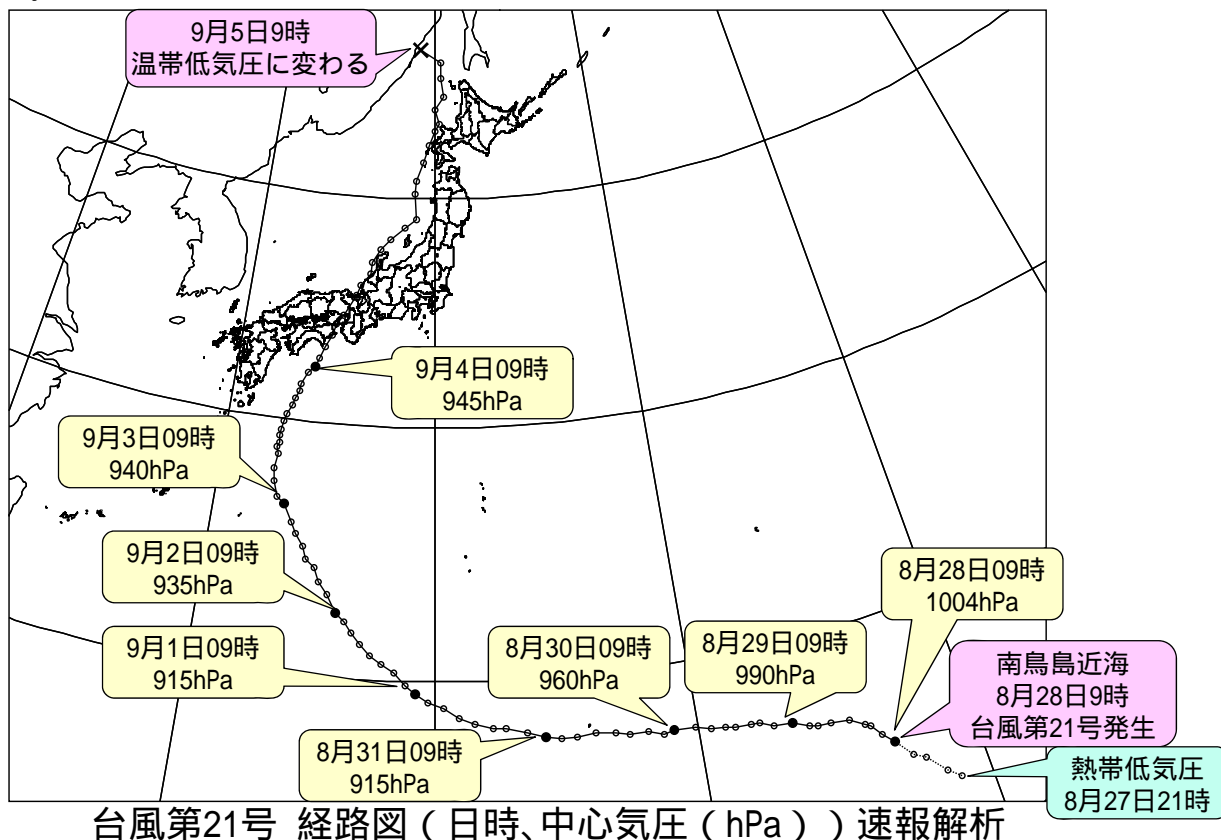 9月5日9時
温帯低気圧に変わる
9月4日09時
945hPa
9月3日09時
940hPa
9月2日09時
935hPa
9月1日09時
915hPa
8月31日09時
915hPa
8月30日09時
960hPa
8月29日09時
990hPa
8月28日09時
1004hPa
南鳥島近海
8月28日9時
台風第21号発生
熱帯低気圧
8月27日21時
台風第21号 経路図（日時、中心気圧（hPa））速報解析